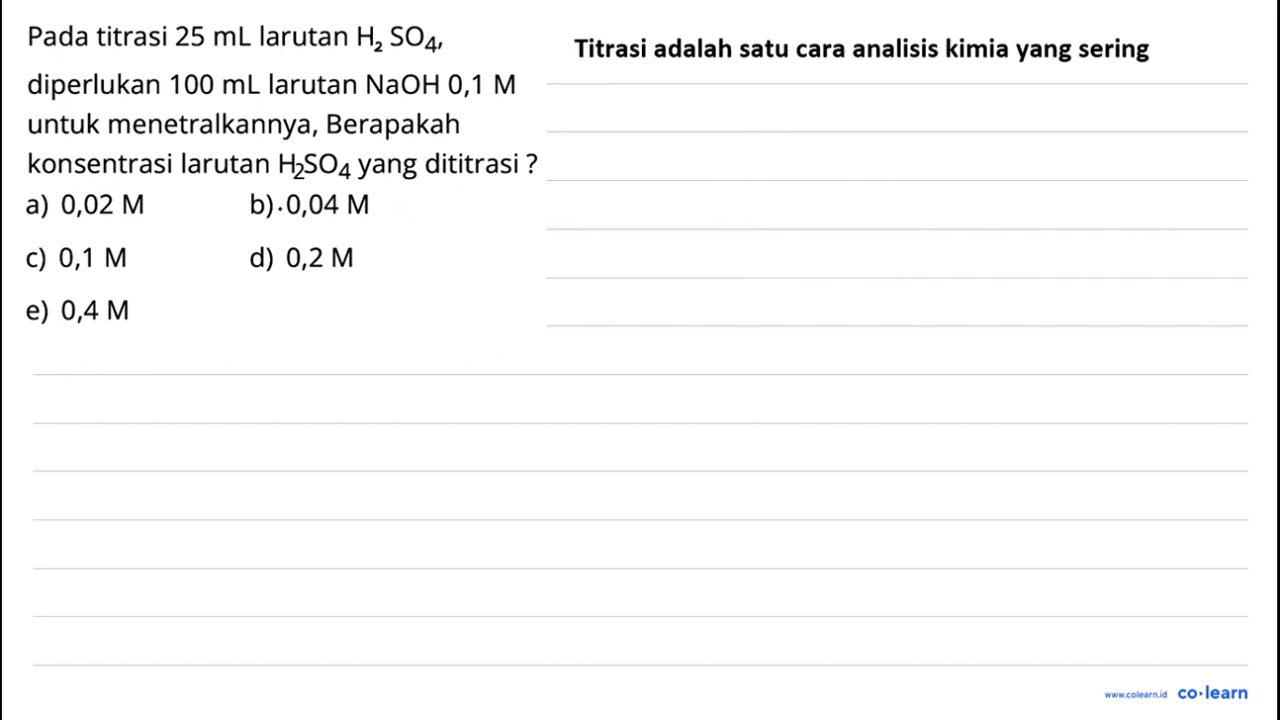 Pada titrasi 25 mL larutan H₂ SO₄,
diperlukan 100 mL larutan NaOH 0,1 M
untuk menetralkannya, Berapakah
konsentrasi larutan H₂SO₄ yang dititrasi ?
a) 0,02 M b) 0,04 M
c) 0,1 M d) 0,2 M
e) 0,4 M
Titrasi adalah satu cara analisis kimia yang sering
www.colearn.id co·learn